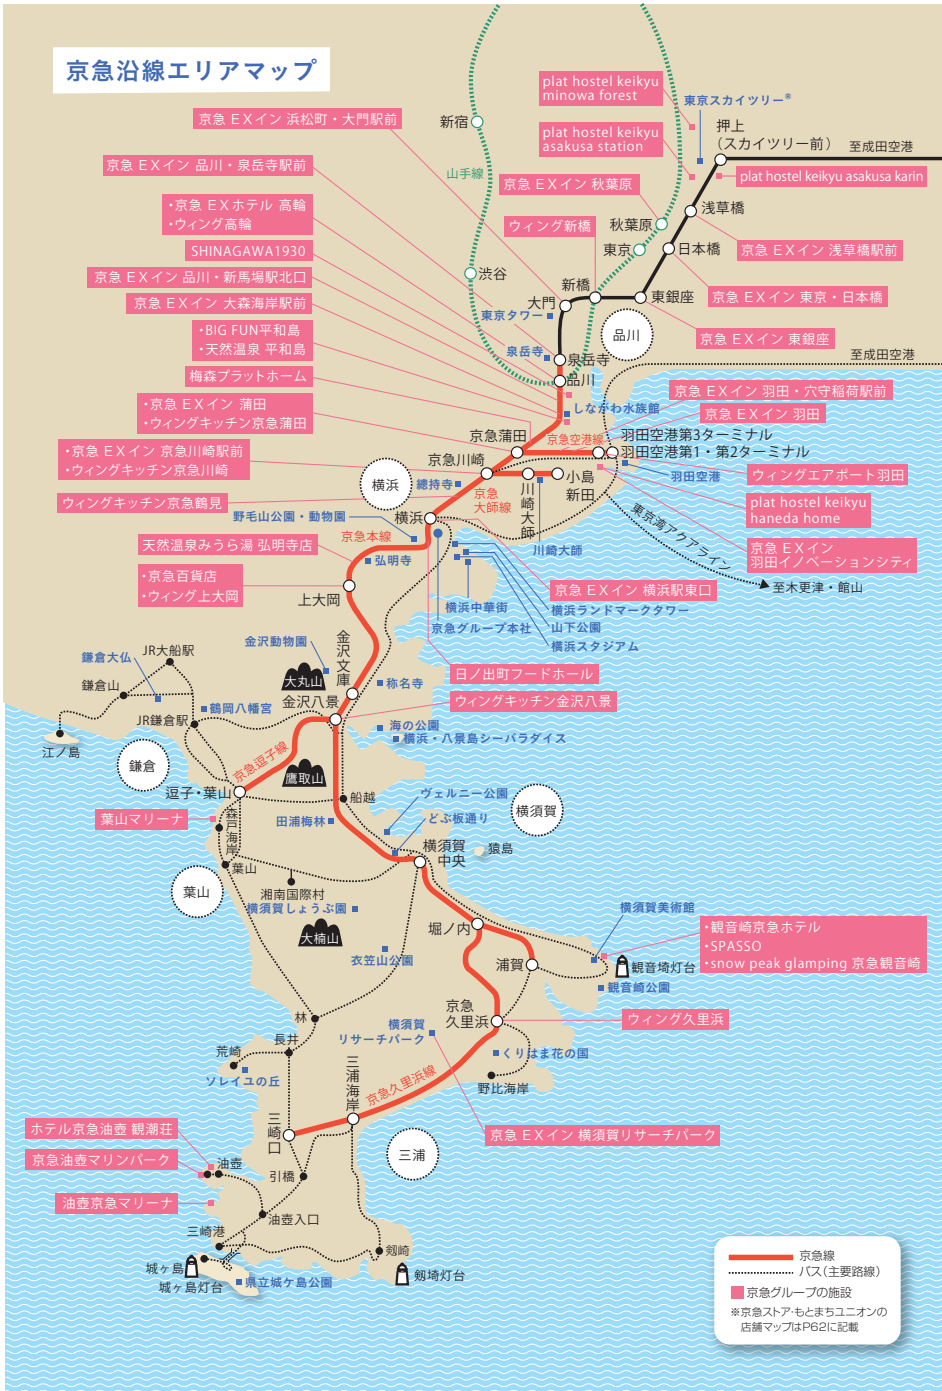 京急沿線エリアマップ
plat hostel keikyu
minowa forest
東京スカイツリー®
京急 EXイン 浜松町・大門駅前
新宿
押上
(スカイツリー前)
至成田空港
plat hostel keikyu
asakusa station
京急 EXイン 品川・泉岳寺駅前
山手線
京急 EXイン 秋葉原
plat hostel keikyu asakusa karin
・京急 EXホテル 高輪
・ウィング高輪
ウィング新橋
秋葉原
浅草橋
SHINAGAWA1930
東京
日本橋
京急 EXイン 浅草橋駅前
京急 EXイン 品川・新馬場駅北口
渋谷
新橋
京急 EXイン 大森海岸駅前
大門
東銀座
京急 EXイン 東京・日本橋
東京タワー
・BIG FUN平和島
・天然温泉 平和島
品川
京急 EXイン 東銀座
泉岳寺
泉岳寺
至成田空港
梅森プラットホーム
品川
京急 EXイン 羽田・穴守稲荷駅前
・京急 EXイン 蒲田
・ウィングキッチン京急蒲田
しながわ水族館
京急 EXイン 羽田
京急蒲田
京急空港線
羽田空港第3ターミナル
羽田空港第1・第2ターミナル
・京急 EXイン 京急川崎駅前
・ウィングキッチン京急川崎
京急川崎
小島
新田
羽田空港
ウィングエアポート羽田
横浜
總持寺
京急
大師線
川崎大師
ウィングキッチン京急鶴見
plat hostel keikyu
haneda home
野毛山公園・動物園
横浜
東京湾アクアライン
京急本線
天然温泉みうら湯 弘明寺店
弘明寺
川崎大師
京急 EXイン
羽田イノベーションシティ
・京急百貨店
・ウィング上大岡
上大岡
京急 EXイン 横浜駅東口
至木更津・館山
横浜中華街
横浜ランドマークタワー
京急グループ本社
山下公園
横浜スタジアム
金沢動物園
金沢文庫
JR大船駅
鎌倉大仏
大丸山
日ノ出町フードホール
鎌倉山
称名寺
金沢八景
ウィングキッチン金沢八景
鶴岡八幡宮
JR鎌倉駅
海の公園
横浜・八景島シーパラダイス
江ノ島
鎌倉
京急逗子線
鷹取山
逗子・葉山
船越
ヴェルニー公園
横須賀
葉山マリーナ
森戸海岸
田浦梅林
どぶ板通り
横須賀
中央
猿島
葉山
葉山
湘南国際村
横須賀しょうぶ園
横須賀美術館
・観音崎京急ホテル
・SPASSO
・snow peak glamping 京急観音崎
大楠山
堀ノ内
衣笠山公園
浦賀
観音埼灯台
観音崎公園
京急
久里浜
林
横須賀
リサーチパーク
ウィング久里浜
長井
荒崎
ソレイユの丘
くりはま花の国
三浦海岸
京急久里浜線
野比海岸
ホテル京急油壺 観潮荘
三崎口
京急 EXイン 横須賀リサーチパーク
京急油壺マリンパーク
油壺
三浦
引橋
油壺京急マリーナ
油壺入口
三崎港
剱崎
城ヶ島
城ヶ島灯台
県立城ケ島公園
剱埼灯台
京急線
バス(主要路線)
京急グループの施設
※京急ストア・もとまちユニオンの
店舗マップはP62に記載